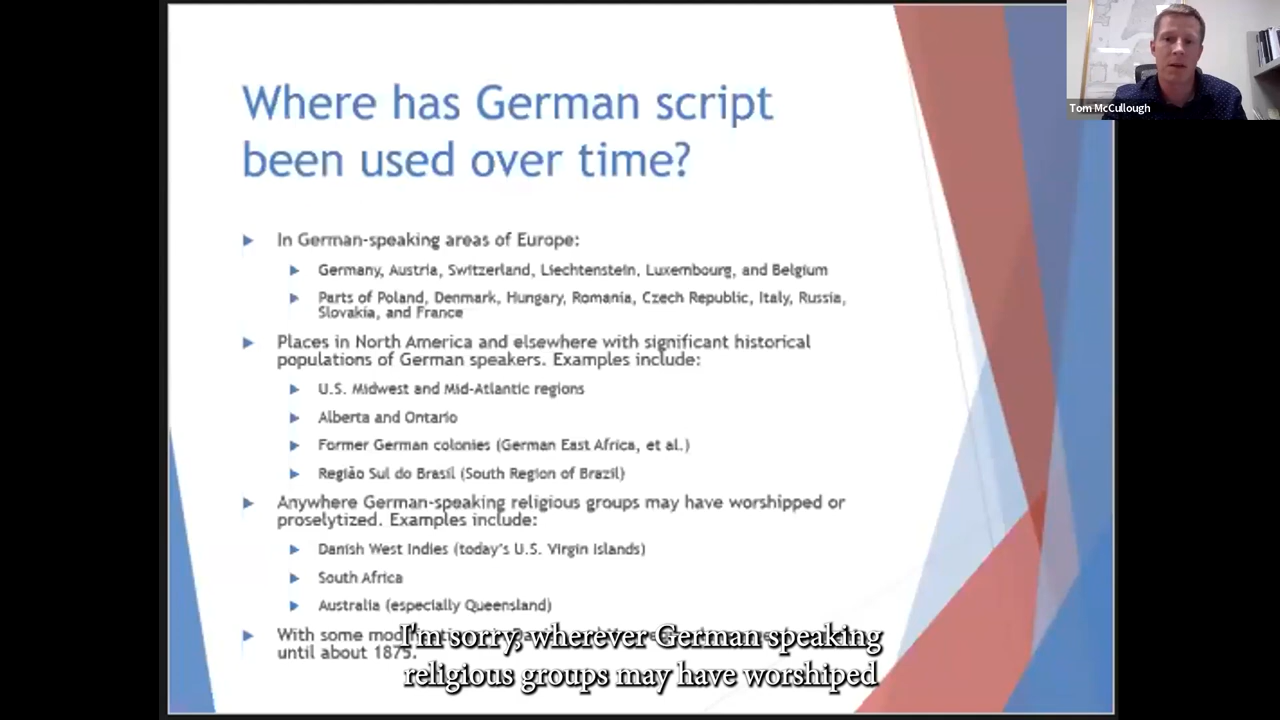 Where has German script
been used over time?
In German-speaking areas of Europe:
Germany, Austria, Switzerland, Liechtenstein, Luxembourg, and Belgium
Parts of Poland, Denmark, Hungary, Romania, Czech Republic, Italy, Russia,
Slovakia, and France
Places in North America and elsewhere with significant historical
populations of German speakers. Examples include:
U.S. Midwest and Mid-Atlantic regions
Alberta and Ontario
Former German colonies (German East Africa, et al.)
Região Sul do Brasil (South Region of Brazil)
Anywhere German-speaking religious groups may have worshipped or
proselytized. Examples include:
Danish West Indies (today's U.S. Virgin Islands)
South Africa
Australia (especially Queensland)
With some
until about 1875.
I'm sorry, wherever German speaking
religious groups may have worshiped
Tom McCullough